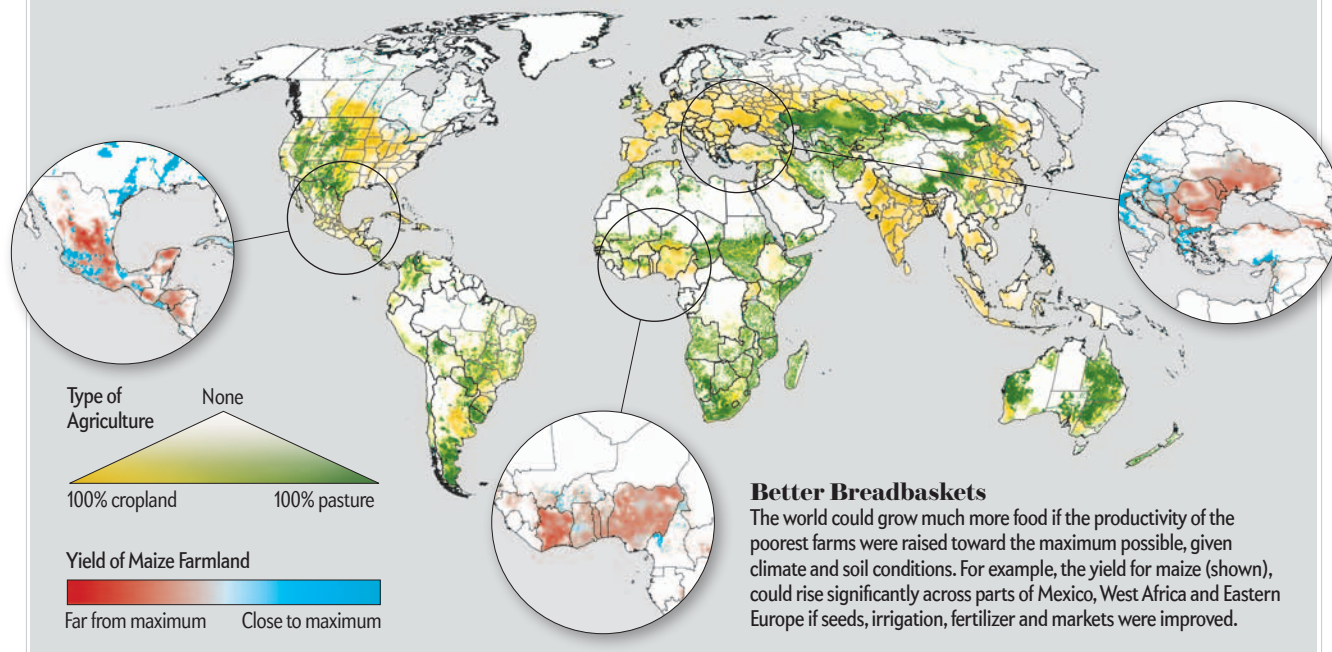 Type of
Agriculture
None
100% cropland
100% pasture
Yield of Maize Farmland
Far from maximum
Close to maximum
Better Breadbaskets
The world could grow much more food if the productivity of the
poorest farms were raised toward the maximum possible, given
climate and soil conditions. For example, the yield for maize (shown),
could rise significantly across parts of Mexico, West Africa and Eastern
Europe if seeds, irrigation, fertilizer and markets were improved.